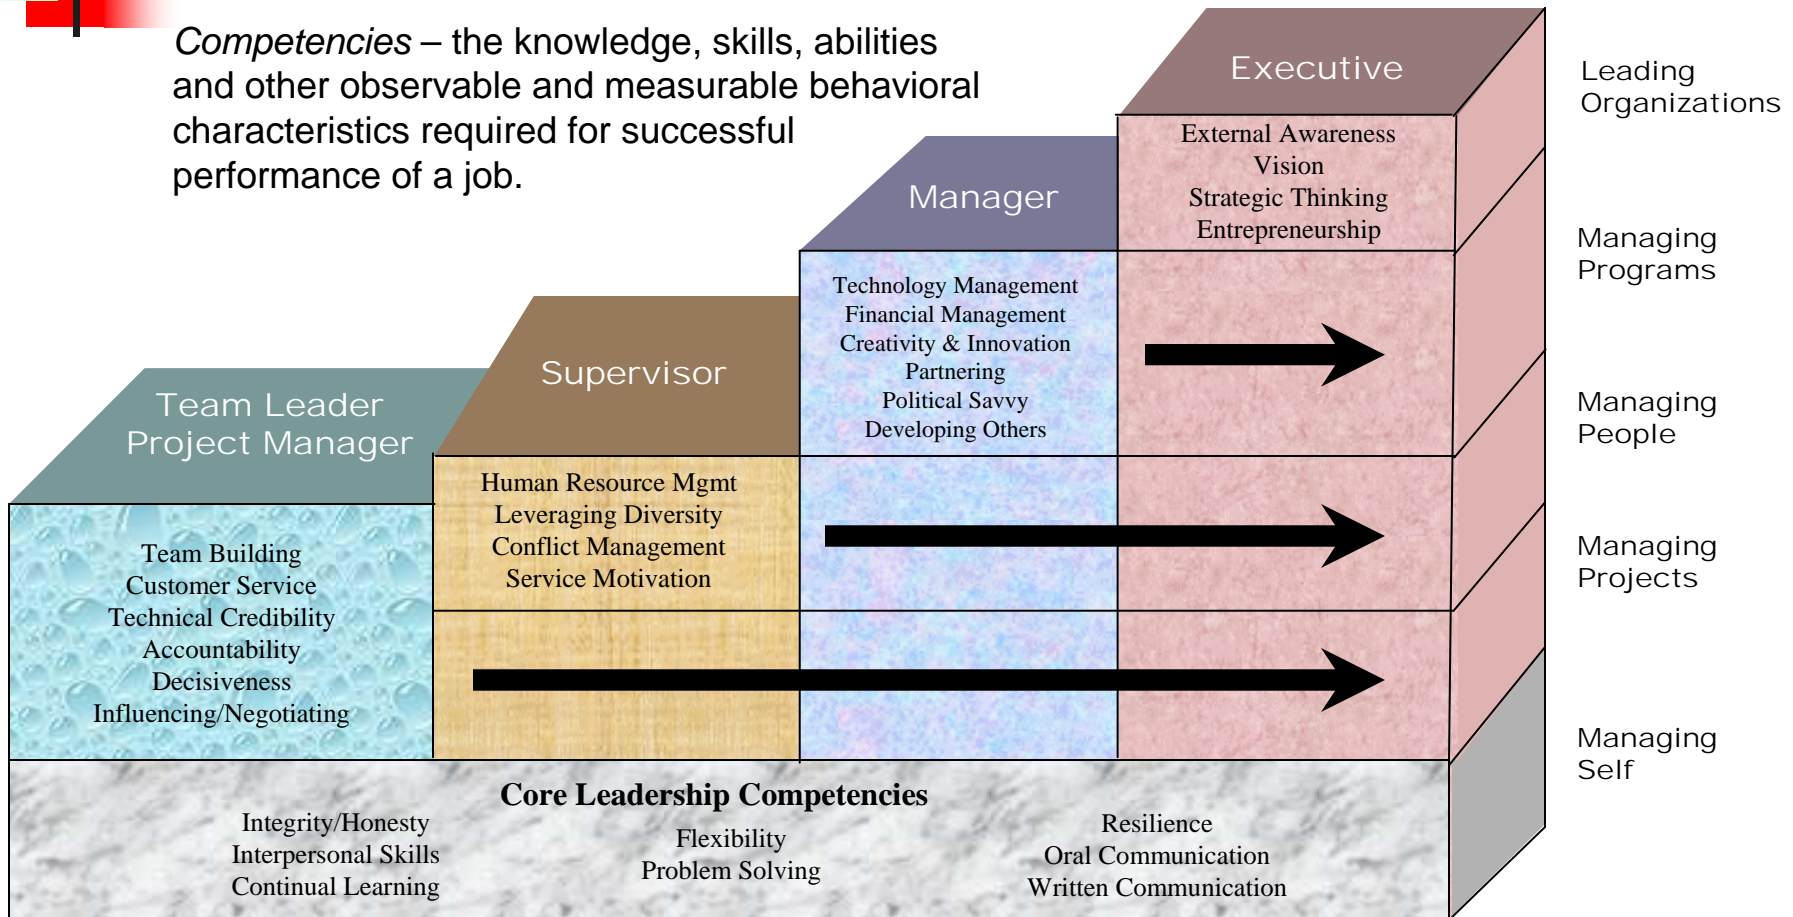 Competencies – the knowledge, skills, abilities
and other observable and measurable behavioral
characteristics required for successful
performance of a job.
Executive
External Awareness
Vision
Strategic Thinking
Entrepreneurship
Manager
Technology Management
Financial Management
Creativity & Innovation
Partnering
Political Savvy
Developing Others
Supervisor
Human Resource Mgmt
Leveraging Diversity
Conflict Management
Service Motivation
Team Leader
Project Manager
Team Building
Customer Service
Technical Credibility
Accountability
Decisiveness
Influencing/Negotiating
Core Leadership Competencies
Integrity/Honesty
Interpersonal Skills
Continual Learning
Flexibility
Problem Solving
Resilience
Oral Communication
Written Communication
Leading
Organizations
Managing
Programs
Managing
People
Managing
Projects
Managing
Self